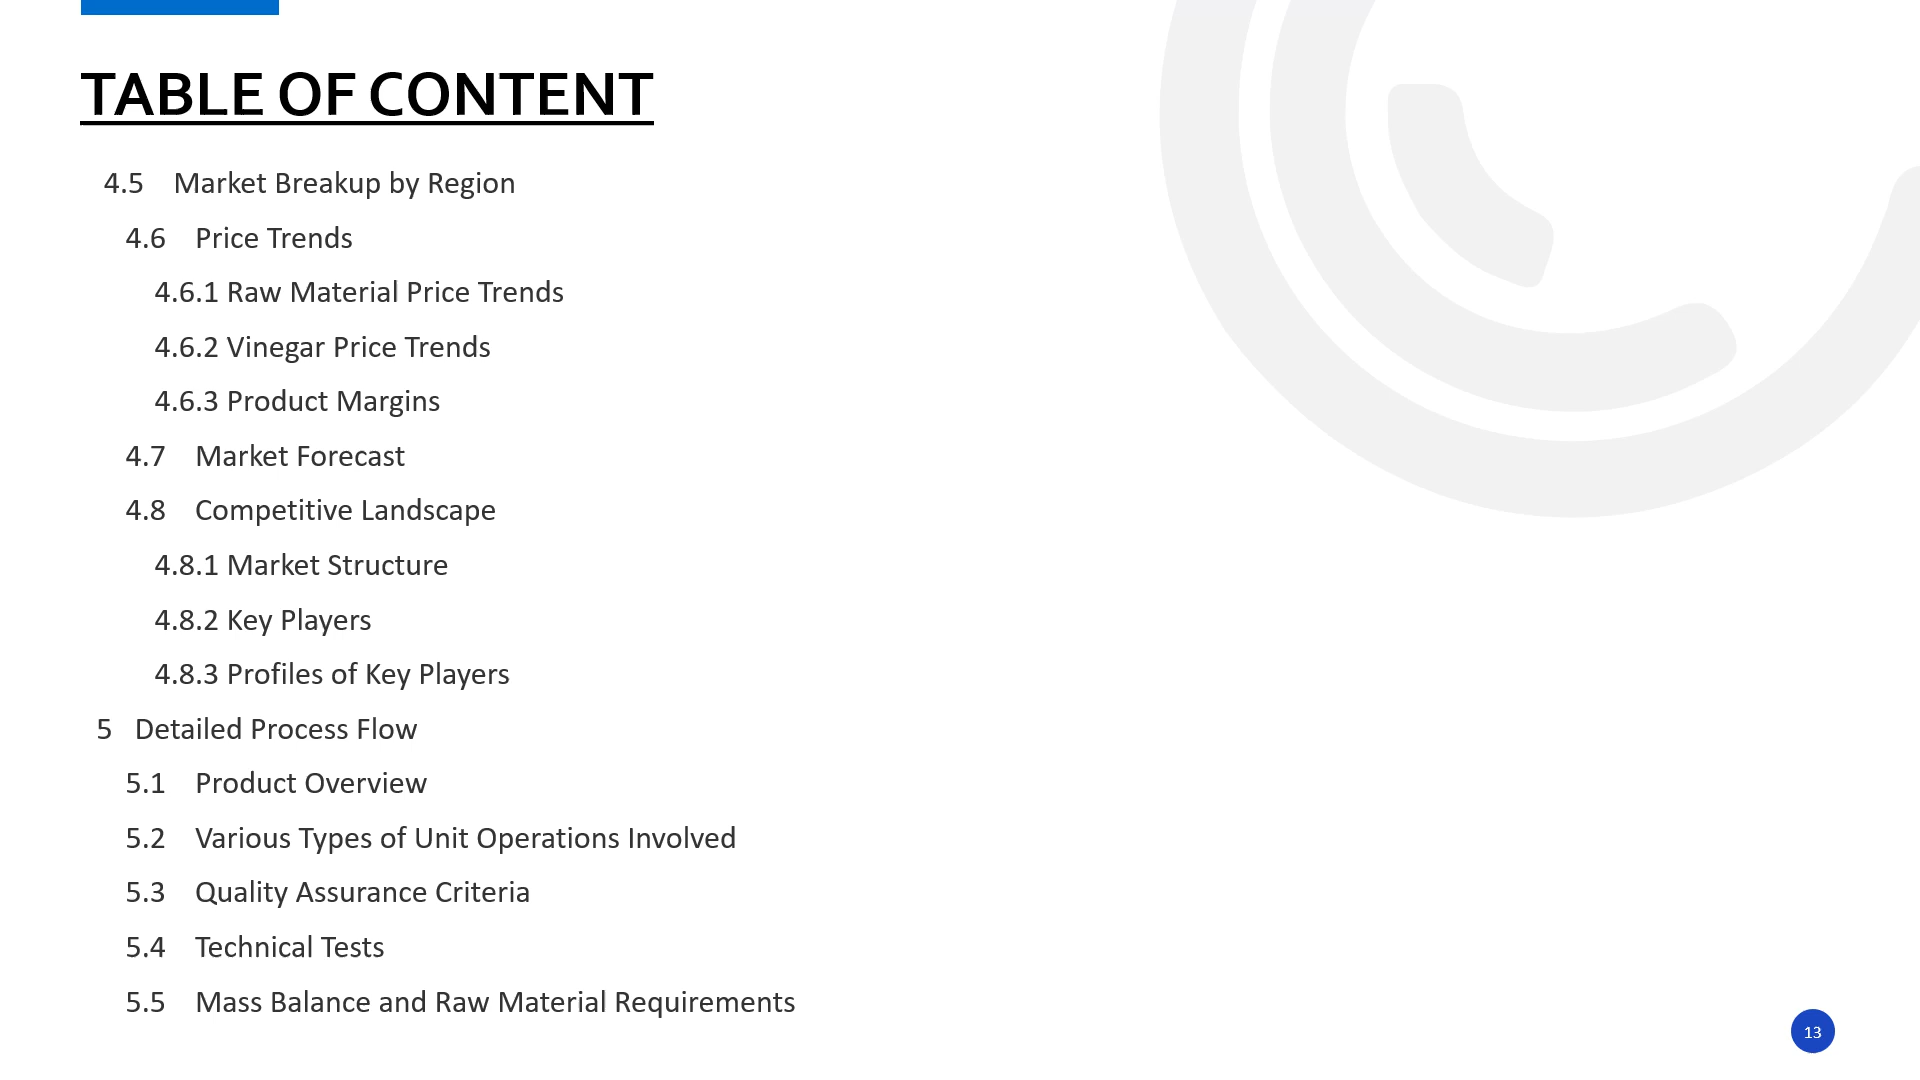 TABLE OF CONTENT
4.5 Market Breakup by Region
4.6 Price Trends
4.6.1 Raw Material Price Trends
4.6.2 Vinegar Price Trends
4.6.3 Product Margins
4.7 Market Forecast
4.8 Competitive Landscape
4.8.1 Market Structure
4.8.2 Key Players
4.8.3 Profiles of Key Players
5 Detailed Process Flow
5.1 Product Overview
5.2 Various Types of Unit Operations Involved
5.3 Quality Assurance Criteria
5.4 Technical Tests
5.5 Mass Balance and Raw Material Requirements
13